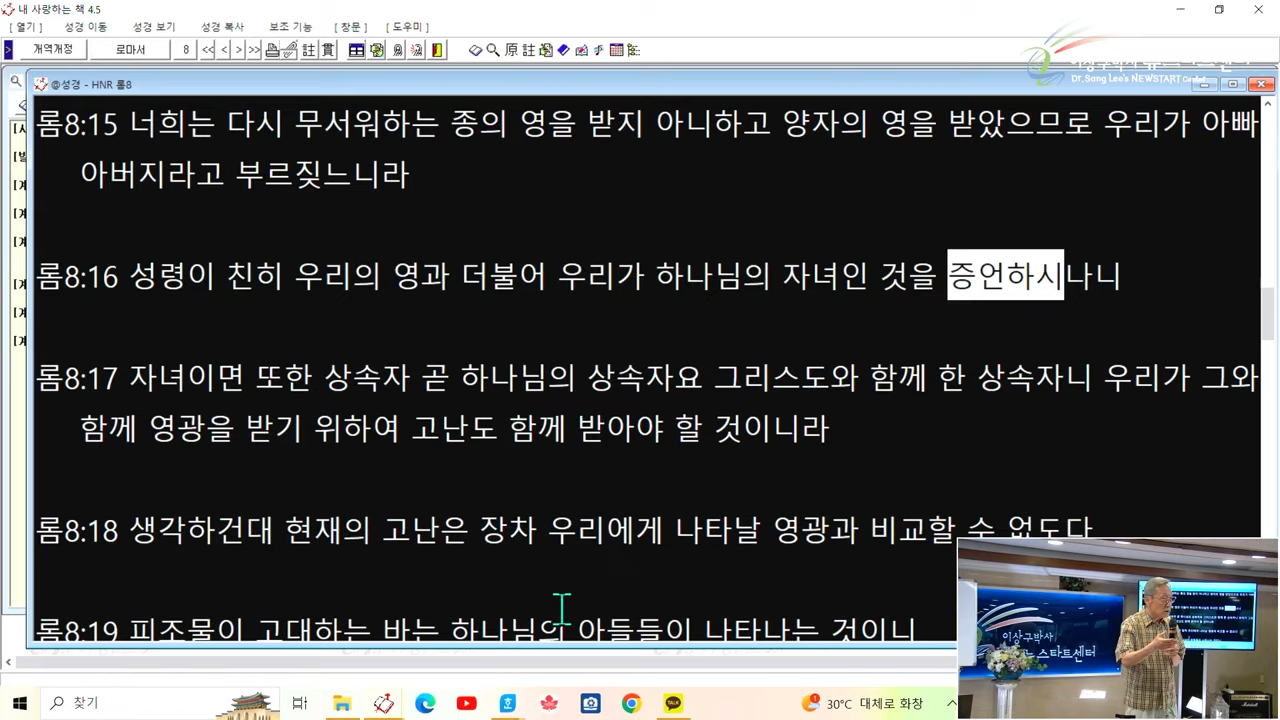 내 사랑하는 책 4.5
[ 열기 ] 성경 이동 성경 보기 성경 복사 보조 기능 [ 창문 ] [ 도우미 ]
개역개정 로마서 8 << < > >> 註 貫 原 註
Dr.Sang Lee's NEWSTART Center
@성경 - HNR 롬8
롬8:15 너희는 다시 무서워하는 종의 영을 받지 아니하고 양자의 영을 받았으므로 우리가 아빠
아버지라고 부르짖느니라
롬8:16 성령이 친히 우리의 영과 더불어 우리가 하나님의 자녀인 것을 증언하시나니
롬8:17 자녀이면 또한 상속자 곧 하나님의 상속자요 그리스도와 함께 한 상속자니 우리가 그와
함께 영광을 받기 위하여 고난도 함께 받아야 할 것이니라
롬8:18 생각하건대 현재의 고난은 장차 우리에게 나타날 영광과 비교할 수 없도다
롬8:19 피조물이 고대하는 바는 하나님의 아들들이 나타나는 것이니
이상구박사
스타트센터
찾기
TALK
30°C 대체로 화창